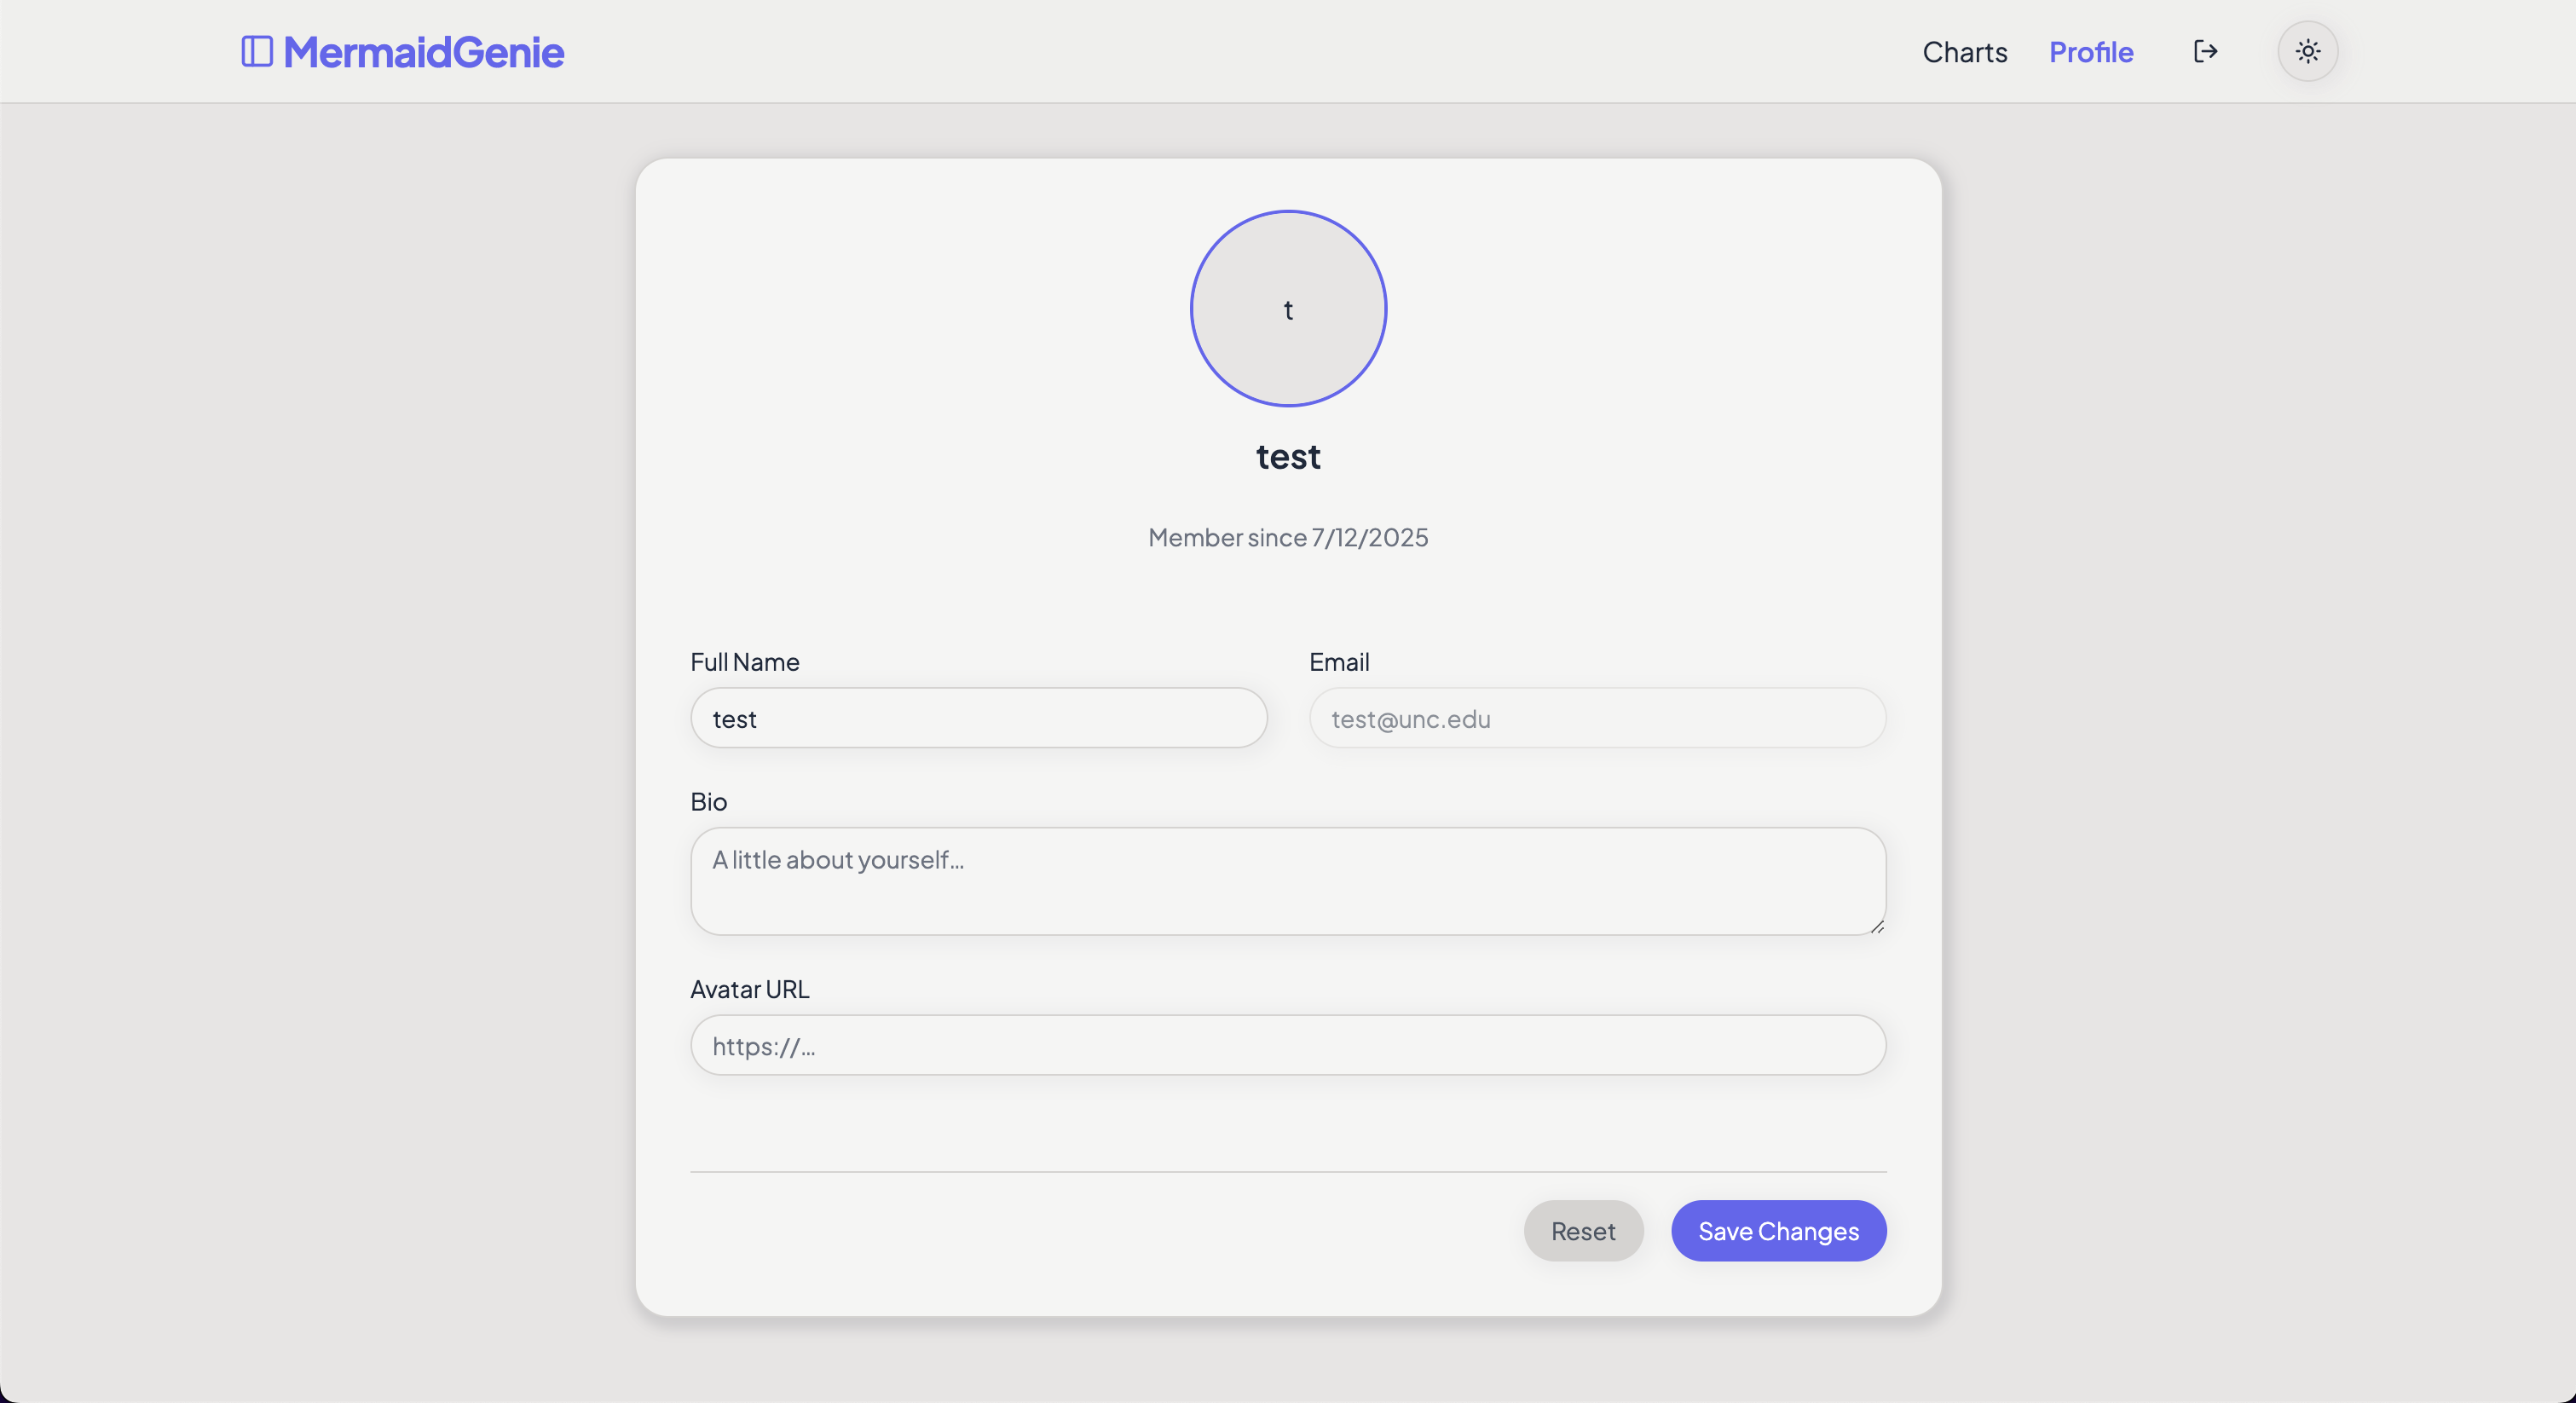 MermaidGenie
Charts Profile
t
test
Member since 7/12/2025
Full Name
Email
test
test@unc.edu
Bio
A little about yourself...
Avatar URL
https://...
Reset
Save Changes